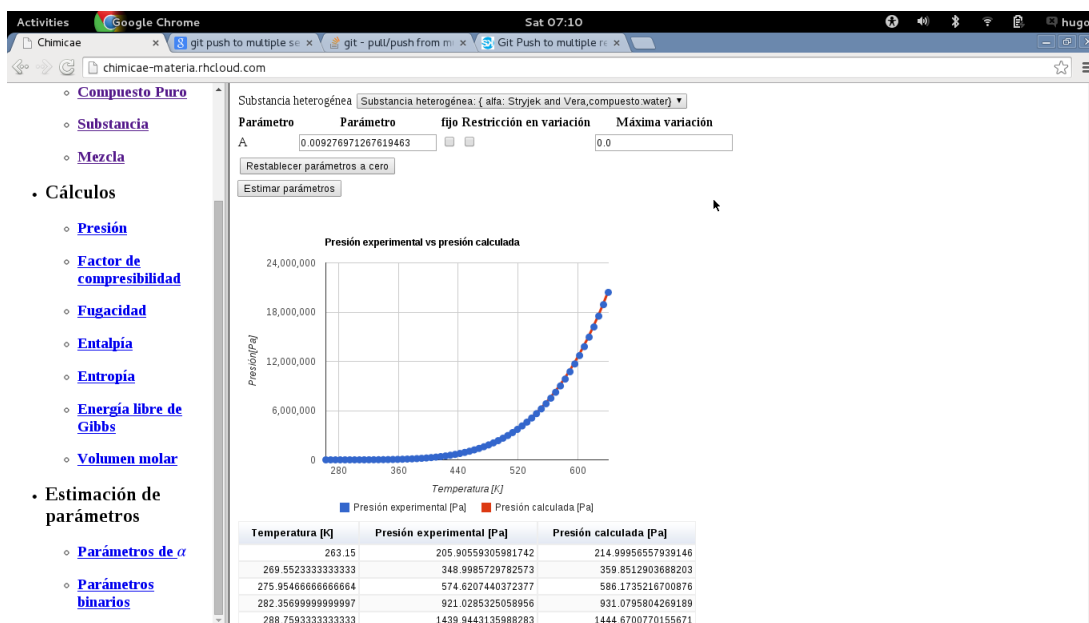 Activities Google Chrome Sat 07:10 hugo
Chimicae git push to multiple se git - pull/push from m Git Push to multiple re
chimicae-materia.rhcloud.com
Compuesto Puro
Substancia
Mezcla
Cálculos
Presión
Factor de
compresibilidad
Fugacidad
Entalpía
Entropía
Energía libre de
Gibbs
Volumen molar
Estimación de
parámetros
Parámetros de α
Parámetros
binarios
Substancia heterogénea Substancia heterogénea: { alfa: Stryjek and Vera,compuesto:water}
Parámetro Parámetro fijo Restricción en variación Máxima variación
A 0.009276971267619463 0.0
Restablecer parámetros a cero
Estimar parámetros
Presión experimental vs presión calculada
24,000,000
18,000,000
12,000,000
6,000,000
0
Presión[Pa]
280 360 440 520 600
Temperatura [K]
Presión experimental [Pa] Presión calculada [Pa]
Temperatura [K] Presión experimental [Pa] Presión calculada [Pa]
263.15 205.90559305981742 214.99956557939146
269.5523333333333 348.9985729782573 359.8512903688203
275.95466666666664 574.6207440372377 586.1735216700876
282.35699999999997 921.0285325058956 931.0795804269189
288.7593333333333 1439.9443135988283 1444.6700770155671